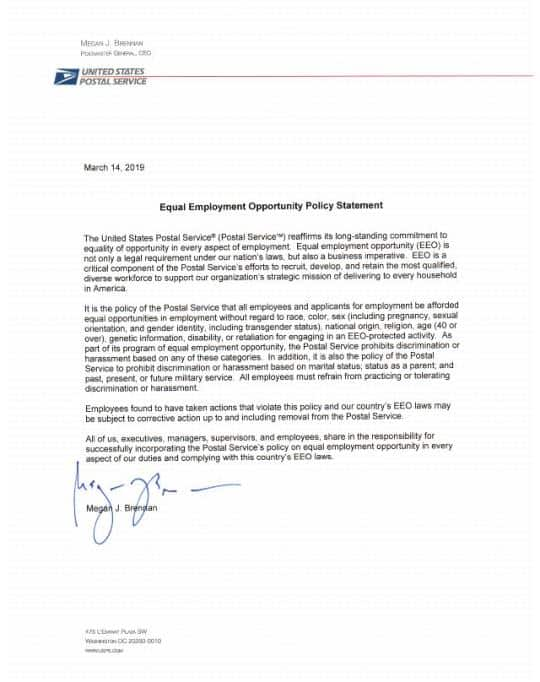 MEGAN J. BRENNAN
POSTMASTER GENERAL, CEO
UNITED STATES
POSTAL SERVICE
March 14, 2019
Equal Employment Opportunity Policy Statement
The United States Postal Service® (Postal Service™) reaffirms its long-standing commitment to
equality of opportunity in every aspect of employment. Equal employment opportunity (EEO) is
not only a legal requirement under our nation's laws, but also a business imperative. EEO is a
critical component of the Postal Service's efforts to recruit, develop, and retain the most qualified,
diverse workforce to support our organization's strategic mission of delivering to every household
in America.
It is the policy of the Postal Service that all employees and applicants for employment be afforded
equal opportunities in employment without regard to race, color, sex (including pregnancy, sexual
orientation, and gender identity, including transgender status), national origin, religion, age (40 or
over), genetic information, disability, or retaliation for engaging in an EEO-protected activity. As
part of its program of equal employment opportunity, the Postal Service prohibits discrimination or
harassment based on any of these categories. In addition, it is also the policy of the Postal
Service to prohibit discrimination or harassment based on marital status; status as a parent; and
past, present, or future military service. All employees must refrain from practicing or tolerating
discrimination or harassment.
Employees found to have taken actions that violate this policy and our country's EEO laws may
be subject to corrective action up to and including removal from the Postal Service.
All of us, executives, managers, supervisors, and employees, share in the responsibility for
successfully incorporating the Postal Service's policy on equal employment opportunity in every
aspect of our duties and complying with this country's EEO laws.
Megan J. Brennan
475 L'ENFANT PLAZA SW
WASHINGTON DC 20260-0010
WWW.USPS.COM